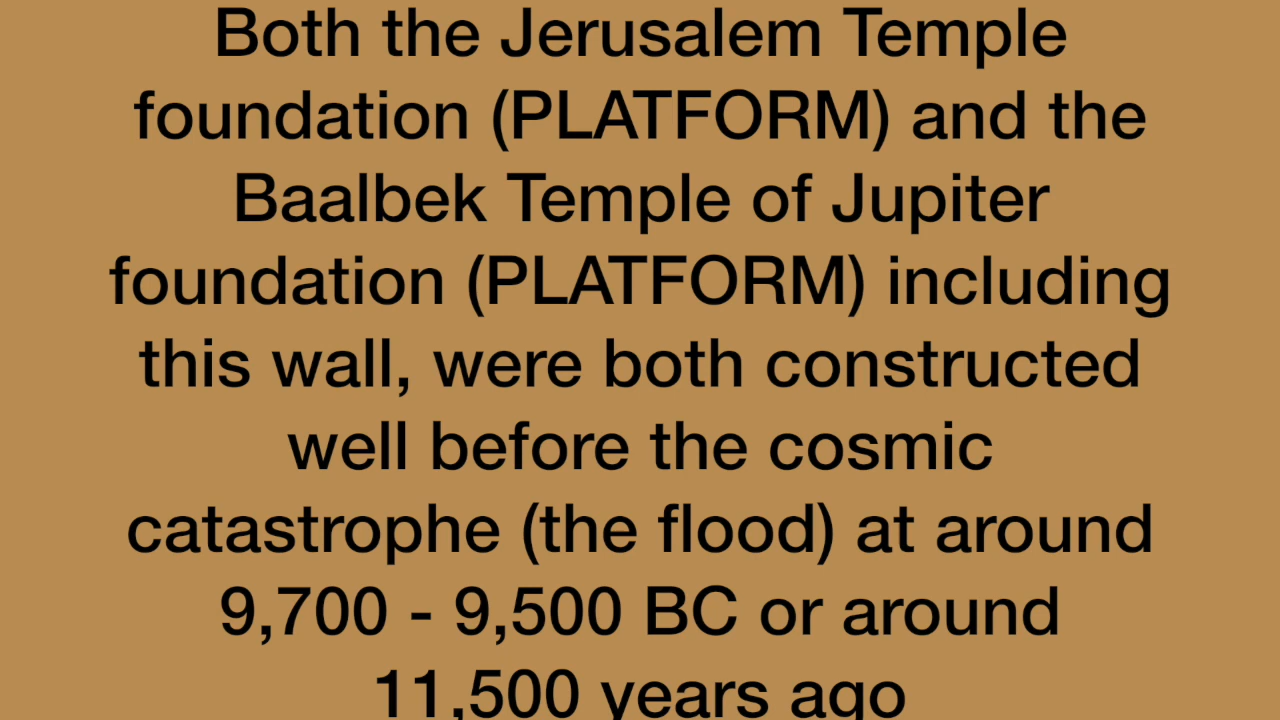 Both the Jerusalem Temple
foundation (PLATFORM) and the
Baalbek Temple of Jupiter
foundation (PLATFORM) including
this wall, were both constructed
well before the cosmic
catastrophe (the flood) at around
9,700 - 9,500 BC or around
11,500 years ago